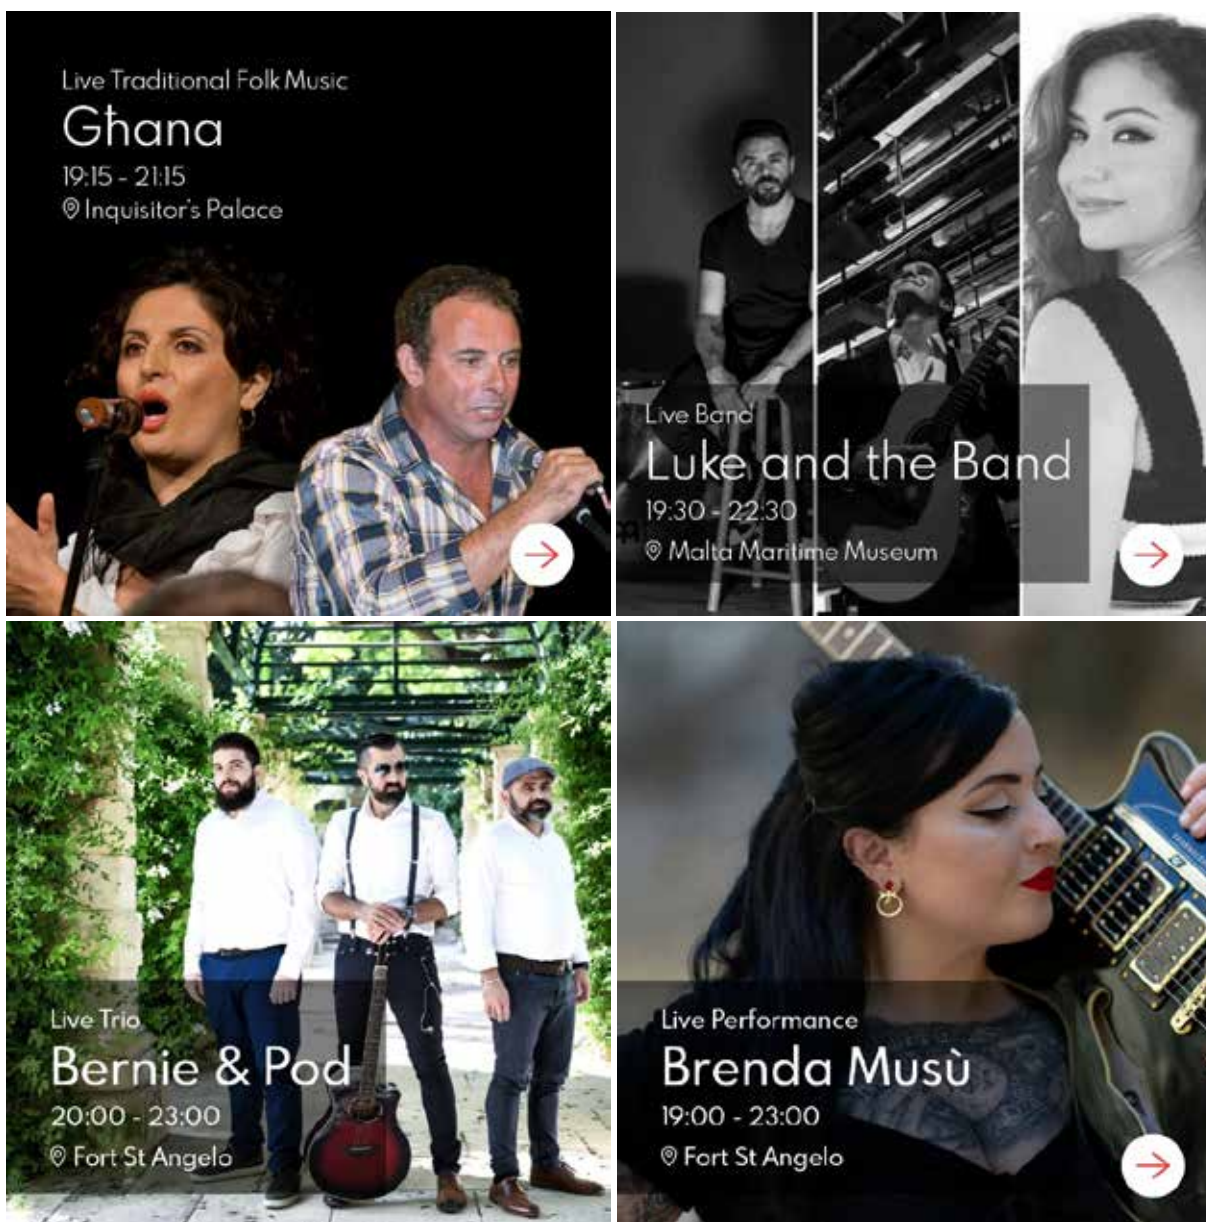 Live Traditional Folk Music
Għana
19:15 - 21:15
Inquisitor's Palace
Live Band
Luke and the Band
19:30 - 22:30
Malta Maritime Museum
Live Trio
Bernie & Pod
20:00 - 23:00
Fort St Angelo
Live Performance
Brenda Musù
19:00 - 23:00
Fort St Angelo